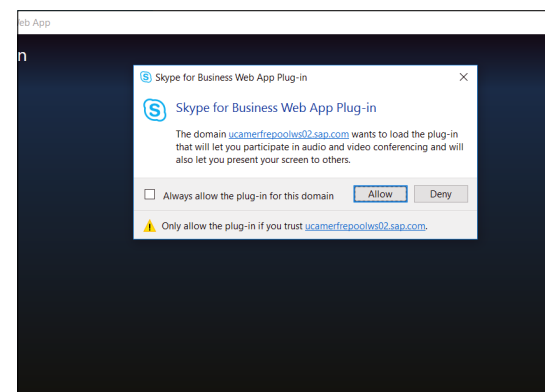 eb App
n
Skype for Business Web App Plug-in
Skype for Business Web App Plug-in
The domain ucamerfrepoolws02.sap.com wants to load the plug-in
that will let you participate in audio and video conferencing and will
also let you present your screen to others.
Always allow the plug-in for this domain Allow Deny
Only allow the plug-in if you trust ucamerfrepoolws02.sap.com.